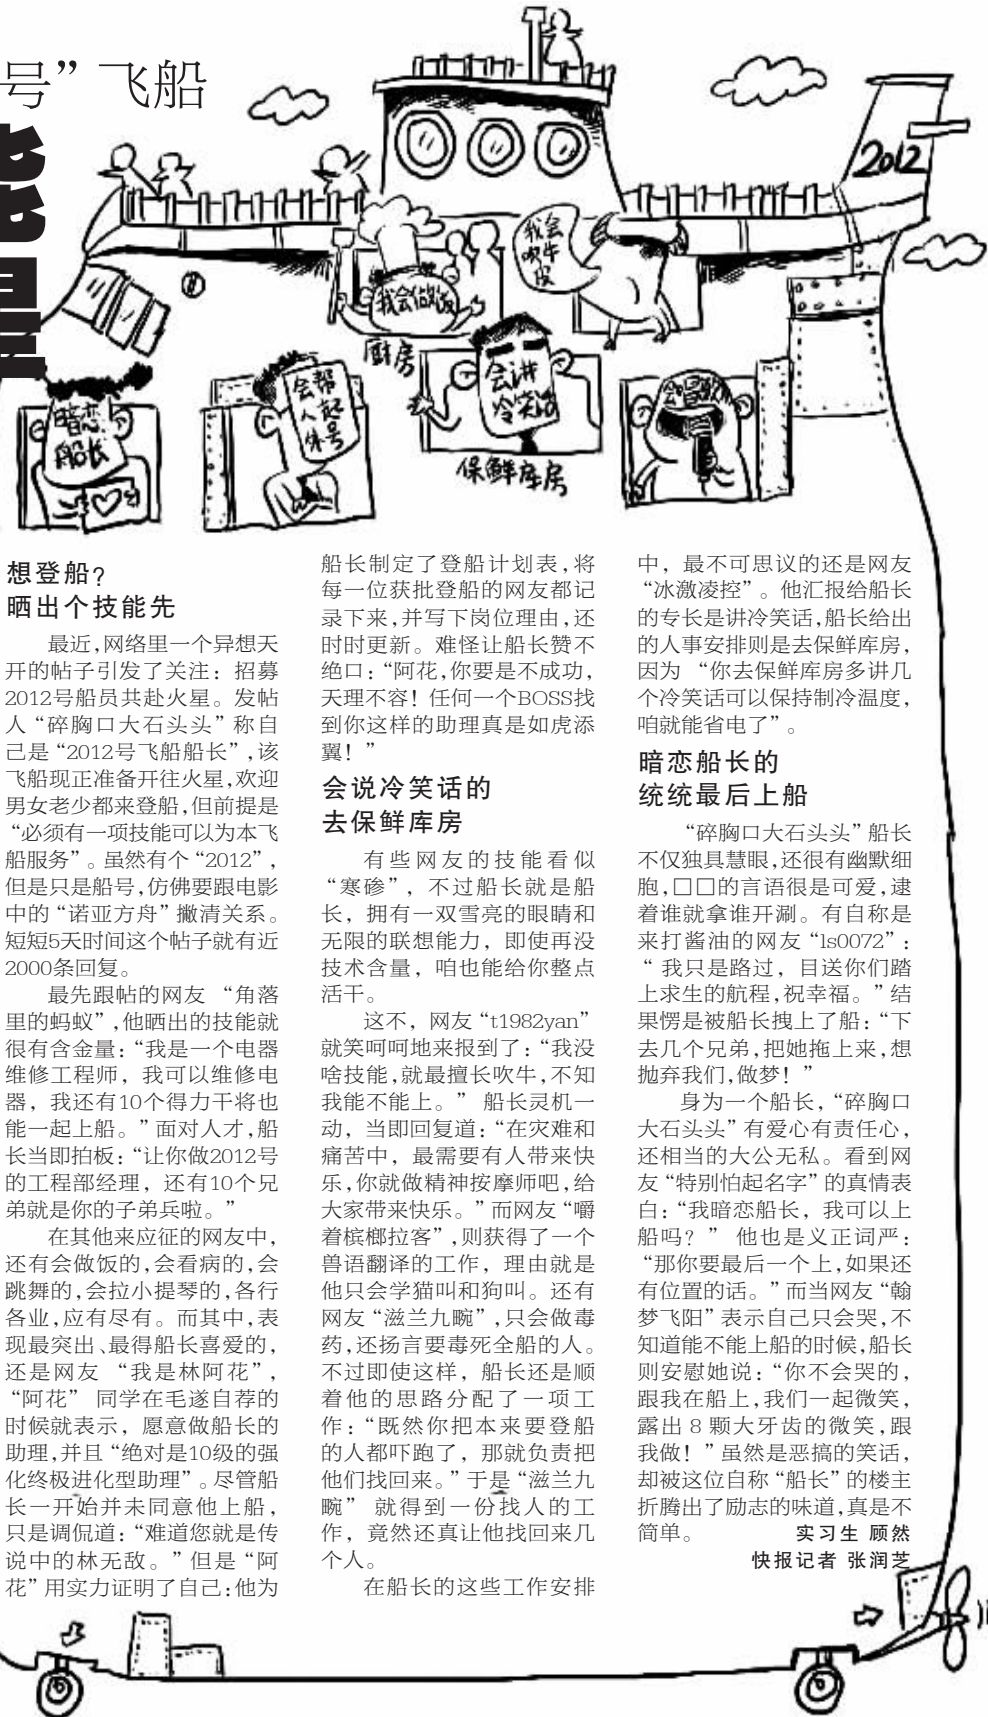 号”飞船
2012
我会
吹牛
皮
我会做饭
厨房
会讲
冷笑话
保鲜库房
暗恋
船长
会帮
人起
外号
会唱歌
想登船?
晒出个技能先
最近,网络里一个异想天
开的帖子引发了关注: 招募
2012号船员共赴火星。发帖
人“碎胸口大石头头”称自
己是“2012号飞船船长”,该
飞船现正准备开往火星,欢迎
男女老少都来登船,但前提是
“必须有一项技能可以为本飞
船服务”。虽然有个“2012”,
但是只是船号,仿佛要跟电影
中的“诺亚方舟”撇清关系。
短短5天时间这个帖子就有近
2000条回复。
最先跟帖的网友 “角落
里的蚂蚁”,他晒出的技能就
很有含金量:“我是一个电器
维修工程师, 我可以维修电
器, 我还有10个得力干将也
能一起上船。”面对人才,船
长当即拍板:“让你做2012号
的工程部经理, 还有10个兄
弟就是你的子弟兵啦。”
在其他来应征的网友中,
还有会做饭的,会看病的,会
跳舞的,会拉小提琴的,各行
各业,应有尽有。而其中,表
现最突出、最得船长喜爱的,
还是网友 “我是林阿花”,
“阿花” 同学在毛遂自荐的
时候就表示, 愿意做船长的
助理,并且“绝对是10级的强
化终极进化型助理”。尽管船
长一开始并未同意他上船,
只是调侃道:“难道您就是传
说中的林无敌。”但是“阿
花”用实力证明了自己:他为
船长制定了登船计划表,将
每一位获批登船的网友都记
录下来,并写下岗位理由,还
时时更新。难怪让船长赞不
绝口:“阿花,你要是不成功,
天理不容! 任何一个BOSS找
到你这样的助理真是如虎添
翼!”
会说冷笑话的
去保鲜库房
有些网友的技能看似
“寒碜”, 不过船长就是船
长, 拥有一双雪亮的眼睛和
无限的联想能力, 即使再没
技术含量, 咱也能给你整点
活干。
这不, 网友“t1982yan”
就笑呵呵地来报到了:“我没
啥技能,就最擅长吹牛,不知
我能不能上。” 船长灵机一
动, 当即回复道:“在灾难和
痛苦中, 最需要有人带来快
乐,你就做精神按摩师吧,给
大家带来快乐。”而网友“嚼
着槟榔拉客”,则获得了一个
兽语翻译的工作, 理由就是
他只会学猫叫和狗叫。还有
网友“滋兰九畹”,只会做毒
药,还扬言要毒死全船的人。
不过即使这样, 船长还是顺
着他的思路分配了一项工
作:“既然你把本来要登船
的人都吓跑了, 那就负责把
他们找回来。”于是“滋兰九
畹” 就得到一份找人的工
作, 竟然还真让他找回来几
个人。
在船长的这些工作安排
中, 最不可思议的还是网友
“冰激凌控”。他汇报给船长
的专长是讲冷笑话,船长给出
的人事安排则是去保鲜库房,
因为 “你去保鲜库房多讲几
个冷笑话可以保持制冷温度,
咱就能省电了”。
暗恋船长的
统统最后上船
“碎胸口大石头头”船长
不仅独具慧眼,还很有幽默细
胞,□□的言语很是可爱,逮
着谁就拿谁开涮。有自称是
来打酱油的网友“ls0072”:
“ 我只是路过, 目送你们踏
上求生的航程,祝幸福。”结
果愣是被船长拽上了船:“下
去几个兄弟,把她拖上来,想
抛弃我们,做梦!”
身为一个船长,“碎胸口
大石头头”有爱心有责任心,
还相当的大公无私。看到网
友“特别怕起名字”的真情表
白:“我暗恋船长, 我可以上
船吗?” 他也是义正词严:
“那你要最后一个上,如果还
有位置的话。”而当网友“翰
梦飞阳”表示自己只会哭,不
知道能不能上船的时候,船长
则安慰她说:“你不会哭的,
跟我在船上,我们一起微笑,
露出 8 颗大牙齿的微笑,跟
我做!”虽然是恶搞的笑话,
却被这位自称“船长”的楼主
折腾出了励志的味道,真是不
简单。 实习生 顾然
快报记者 张润芝